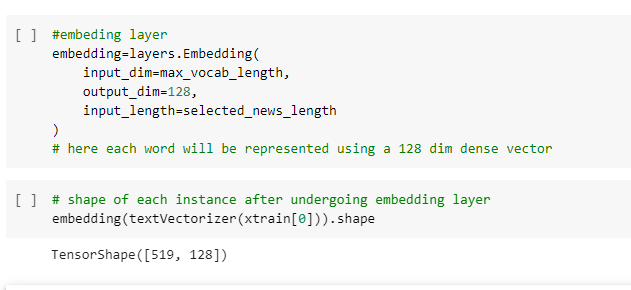 [ ] #embeding layer
embedding=layers.Embedding(
    input_dim=max_vocab_length,
    output_dim=128,
    input_length=selected_news_length
)
# here each word will be represented using a 128 dim dense vector
[ ] # shape of each instance after undergoing embedding layer
embedding(textVectorizer(xtrain[0])).shape
TensorShape([519, 128])